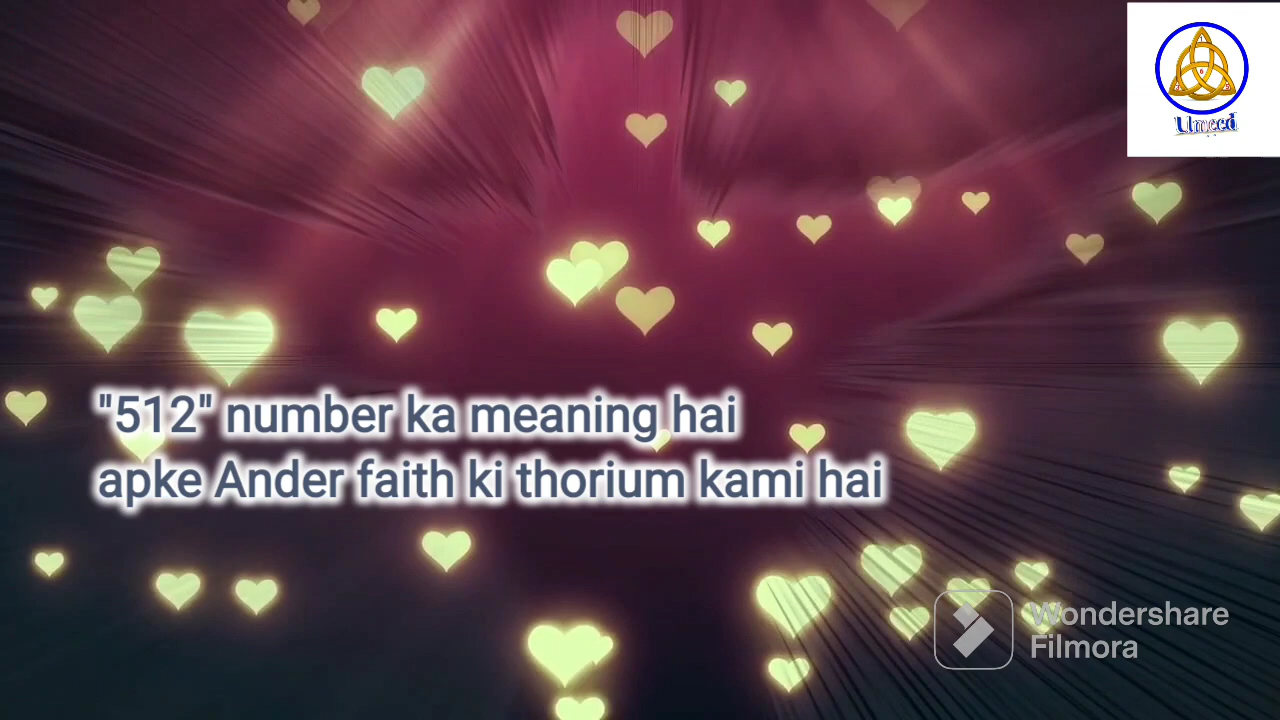 Umeed
"512" number ka meaning hai
apke Ander faith ki thorium kami hai
Wondershare
Filmora